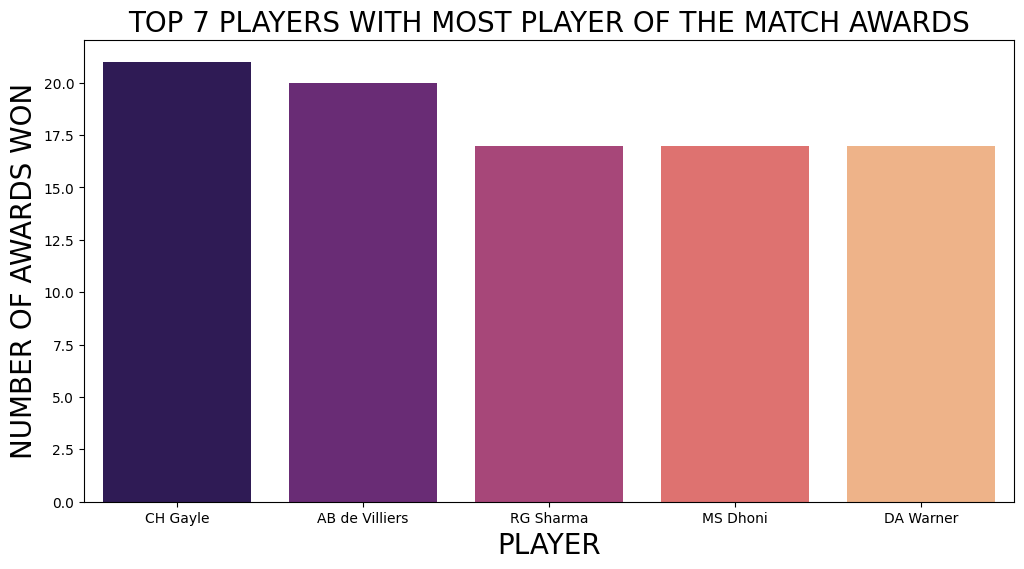 TOP 7 PLAYERS WITH MOST PLAYER OF THE MATCH AWARDS
NUMBER OF AWARDS WON
20.0
17.5
15.0
12.5
10.0
7.5
5.0
2.5
0.0
CH Gayle AB de Villiers RG Sharma MS Dhoni DA Warner
PLAYER